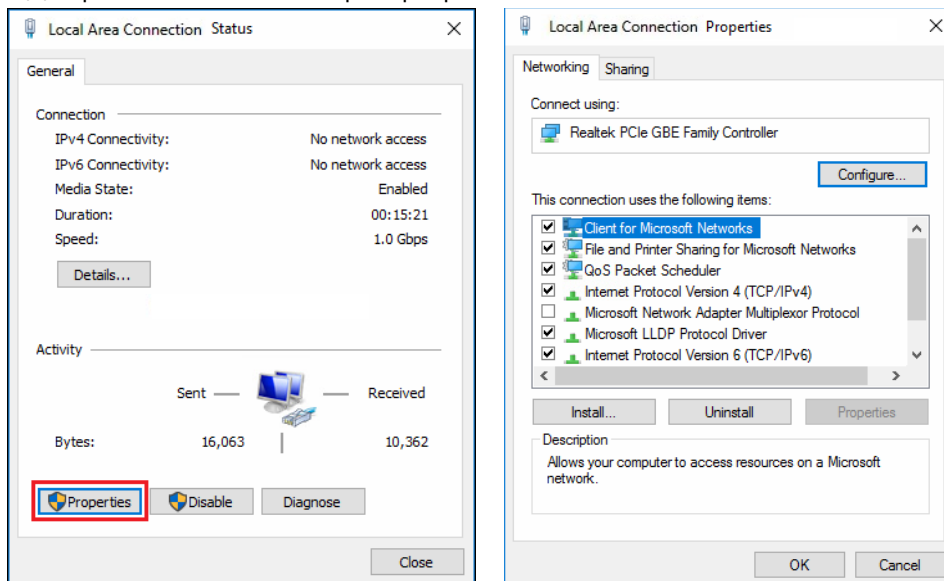 Local Area Connection Status
General
Connection
IPv4 Connectivity: No network access
IPv6 Connectivity: No network access
Media State: Enabled
Duration: 00:15:21
Speed: 1.0 Gbps
Details...
Activity
Sent Received
Bytes: 16,063 10,362
Properties Disable Diagnose
Close
Local Area Connection Properties
Networking Sharing
Connect using:
Realtek PCIe GBE Family Controller
Configure...
This connection uses the following items:
Client for Microsoft Networks
File and Printer Sharing for Microsoft Networks
QoS Packet Scheduler
Internet Protocol Version 4 (TCP/IPv4)
Microsoft Network Adapter Multiplexor Protocol
Microsoft LLDP Protocol Driver
Internet Protocol Version 6 (TCP/IPv6)
Install... Uninstall Properties
Description
Allows your computer to access resources on a Microsoft
network.
OK Cancel